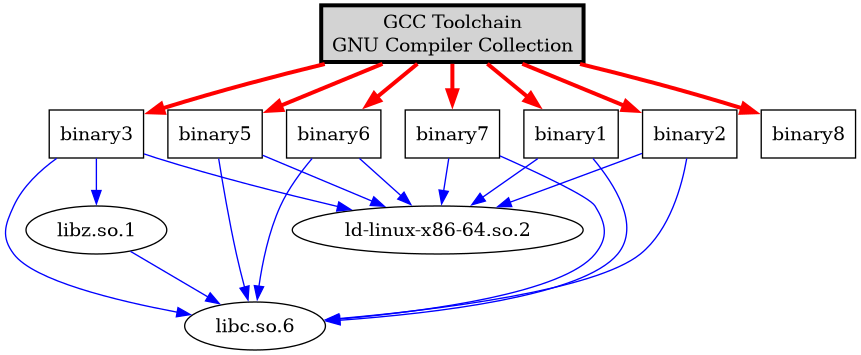 GCC Toolchain
GNU Compiler Collection
binary3
binary5
binary6
binary7
binary1
binary2
binary8
libz.so.1
ld-linux-x86-64.so.2
libc.so.6